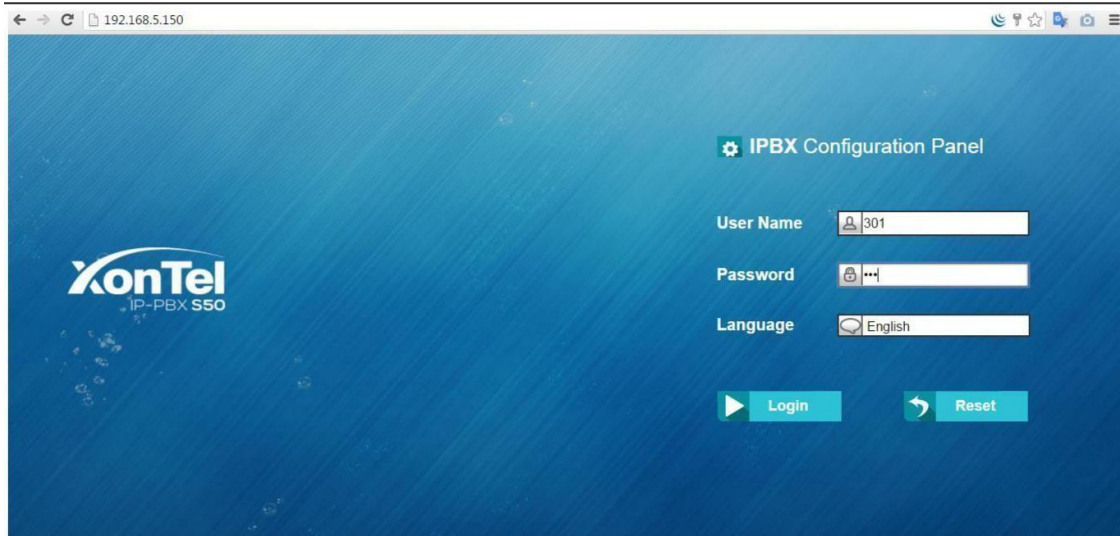 192.168.5.150
IPBX Configuration Panel
User Name 301
Password •••
XonTel
IP-PBX S50
Language English
Login Reset